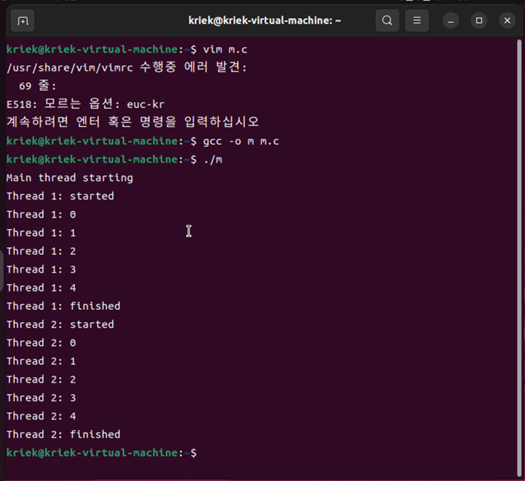 kriek@kriek-virtual-machine: ~
kriek@kriek-virtual-machine:~$ vim m.c
/usr/share/vim/vimrc 수행중 에러 발견:
  69 줄:
E518: 모르는 옵션: euc-kr
계속하려면 엔터 혹은 명령을 입력하십시오
kriek@kriek-virtual-machine:~$ gcc -o m m.c
kriek@kriek-virtual-machine:~$ ./m
Main thread starting
Thread 1: started
Thread 1: 0
Thread 1: 1
Thread 1: 2
Thread 1: 3
Thread 1: 4
Thread 1: finished
Thread 2: started
Thread 2: 0
Thread 2: 1
Thread 2: 2
Thread 2: 3
Thread 2: 4
Thread 2: finished
kriek@kriek-virtual-machine:~$